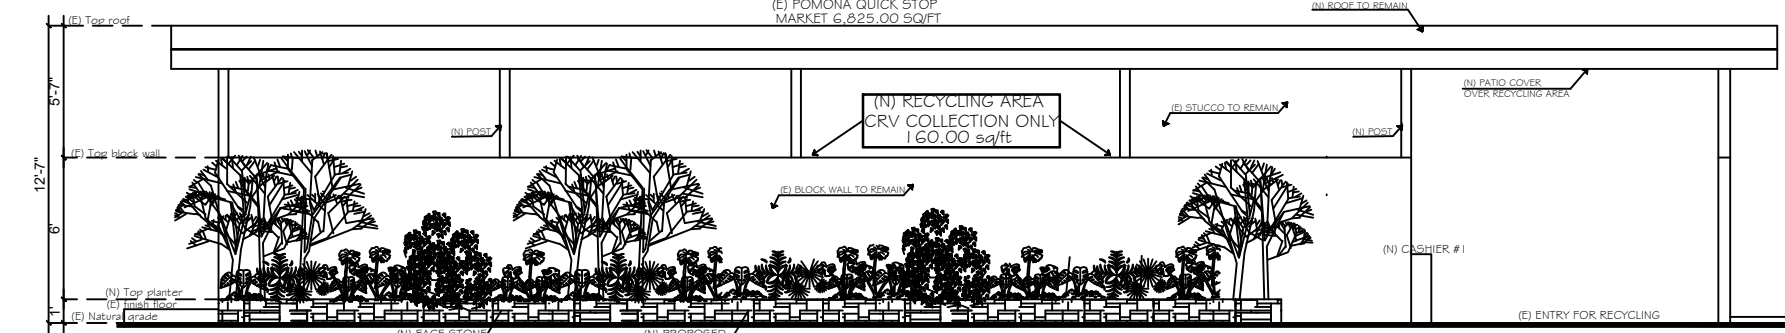 (E) POMONA QUICK STOP
MARKET 6,825.00 SQ/FT
(N) ROOF TO REMAIN
(E) Top roof
5'-7"
(N) PATIO COVER
OVER RECYCLING AREA
(N) RECYCLING AREA
CRV COLLECTION ONLY
160.00 sq/ft
(E) STUCCO TO REMAIN
(N) POST
(N) POST
(E) Top block wall
12'-7"
(E) BLOCK WALL TO REMAIN
6'
(N) CASHIER #1
(N) Top planter
(E) finish floor
1'
(E) Natural grade
(E) ENTRY FOR RECYCLING
(N) FACE STONE
(N) PROPOSED